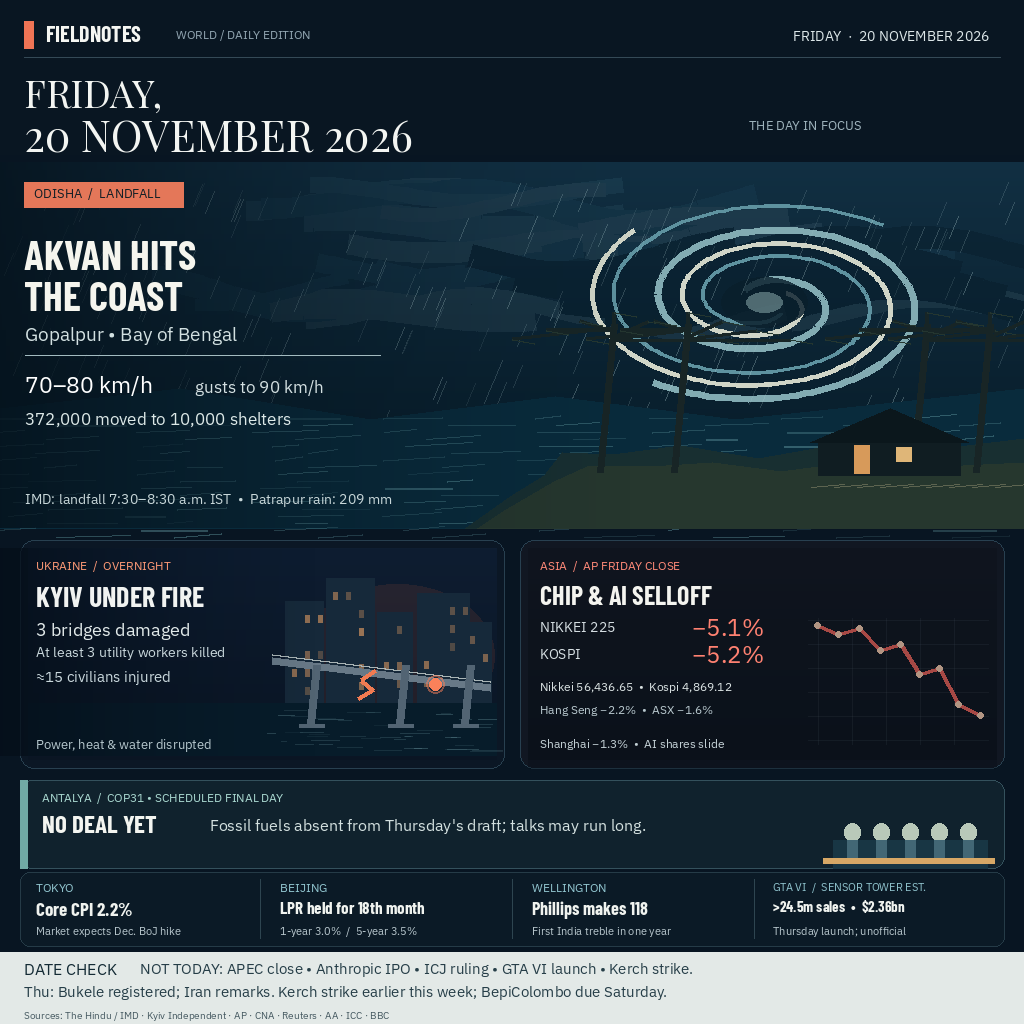 FIELDNOTES
WORLD / DAILY EDITION
FRIDAY · 20 NOVEMBER 2026
FRIDAY,
20 NOVEMBER 2026
THE DAY IN FOCUS
ODISHA / LANDFALL
AKVAN HITS
THE COAST
Gopalpur • Bay of Bengal
70–80 km/h gusts to 90 km/h
372,000 moved to 10,000 shelters
IMD: landfall 7:30–8:30 a.m. IST • Patrapur rain: 209 mm
UKRAINE / OVERNIGHT
KYIV UNDER FIRE
3 bridges damaged
At least 3 utility workers killed
≈15 civilians injured
Power, heat & water disrupted
ASIA / AP FRIDAY CLOSE
CHIP & AI SELLOFF
NIKKEI 225 −5.1%
KOSPI −5.2%
Nikkei 56,436.65 • Kospi 4,869.12
Hang Seng −2.2% • ASX −1.6%
Shanghai −1.3% • AI shares slide
ANTALYA / COP31 • SCHEDULED FINAL DAY
NO DEAL YET
Fossil fuels absent from Thursday's draft; talks may run long.
TOKYO
Core CPI 2.2%
Market expects Dec. BoJ hike
BEIJING
LPR held for 18th month
1-year 3.0% / 5-year 3.5%
WELLINGTON
Phillips makes 118
First India treble in one year
GTA VI / SENSOR TOWER EST.
>24.5m sales • $2.36bn
Thursday launch; unofficial
DATE CHECK NOT TODAY: APEC close • Anthropic IPO • ICJ ruling • GTA VI launch • Kerch strike.
Thu: Bukele registered; Iran remarks. Kerch strike earlier this week; BepiColombo due Saturday.
Sources: The Hindu / IMD · Kyiv Independent · AP · CNA · Reuters · AA · ICC · BBC